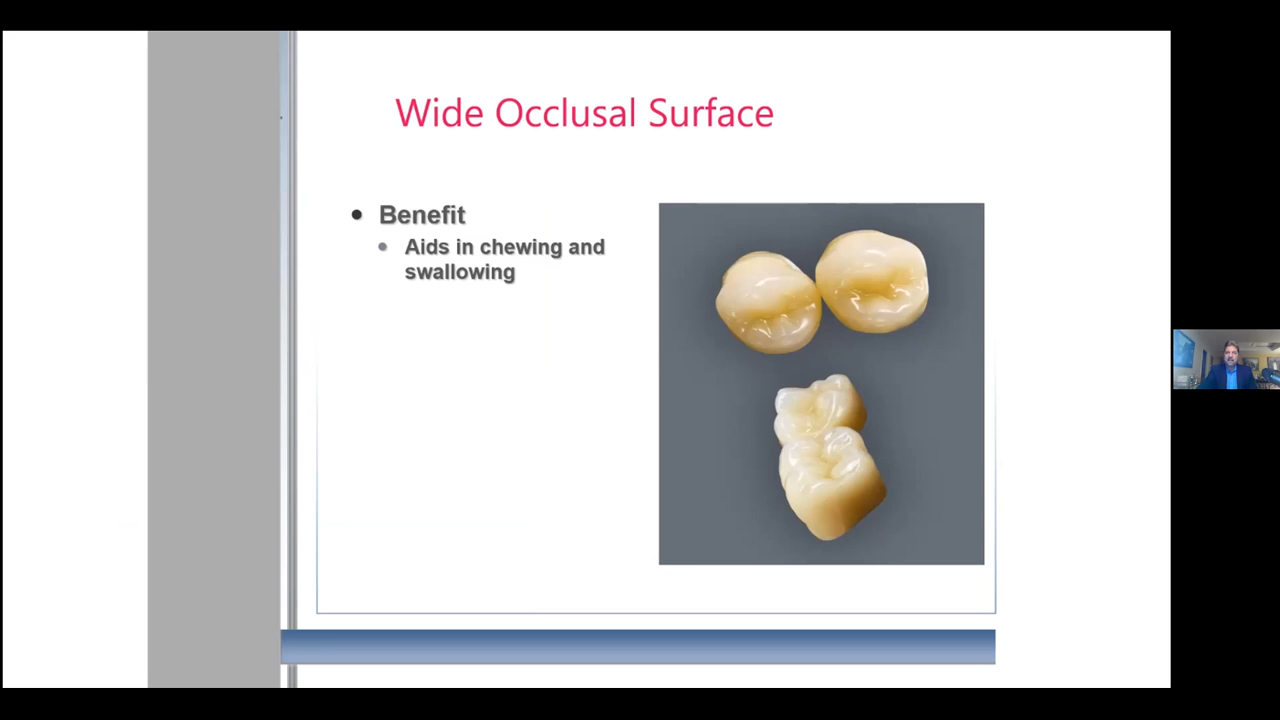 Wide Occlusal Surface
Benefit
Aids in chewing and
swallowing